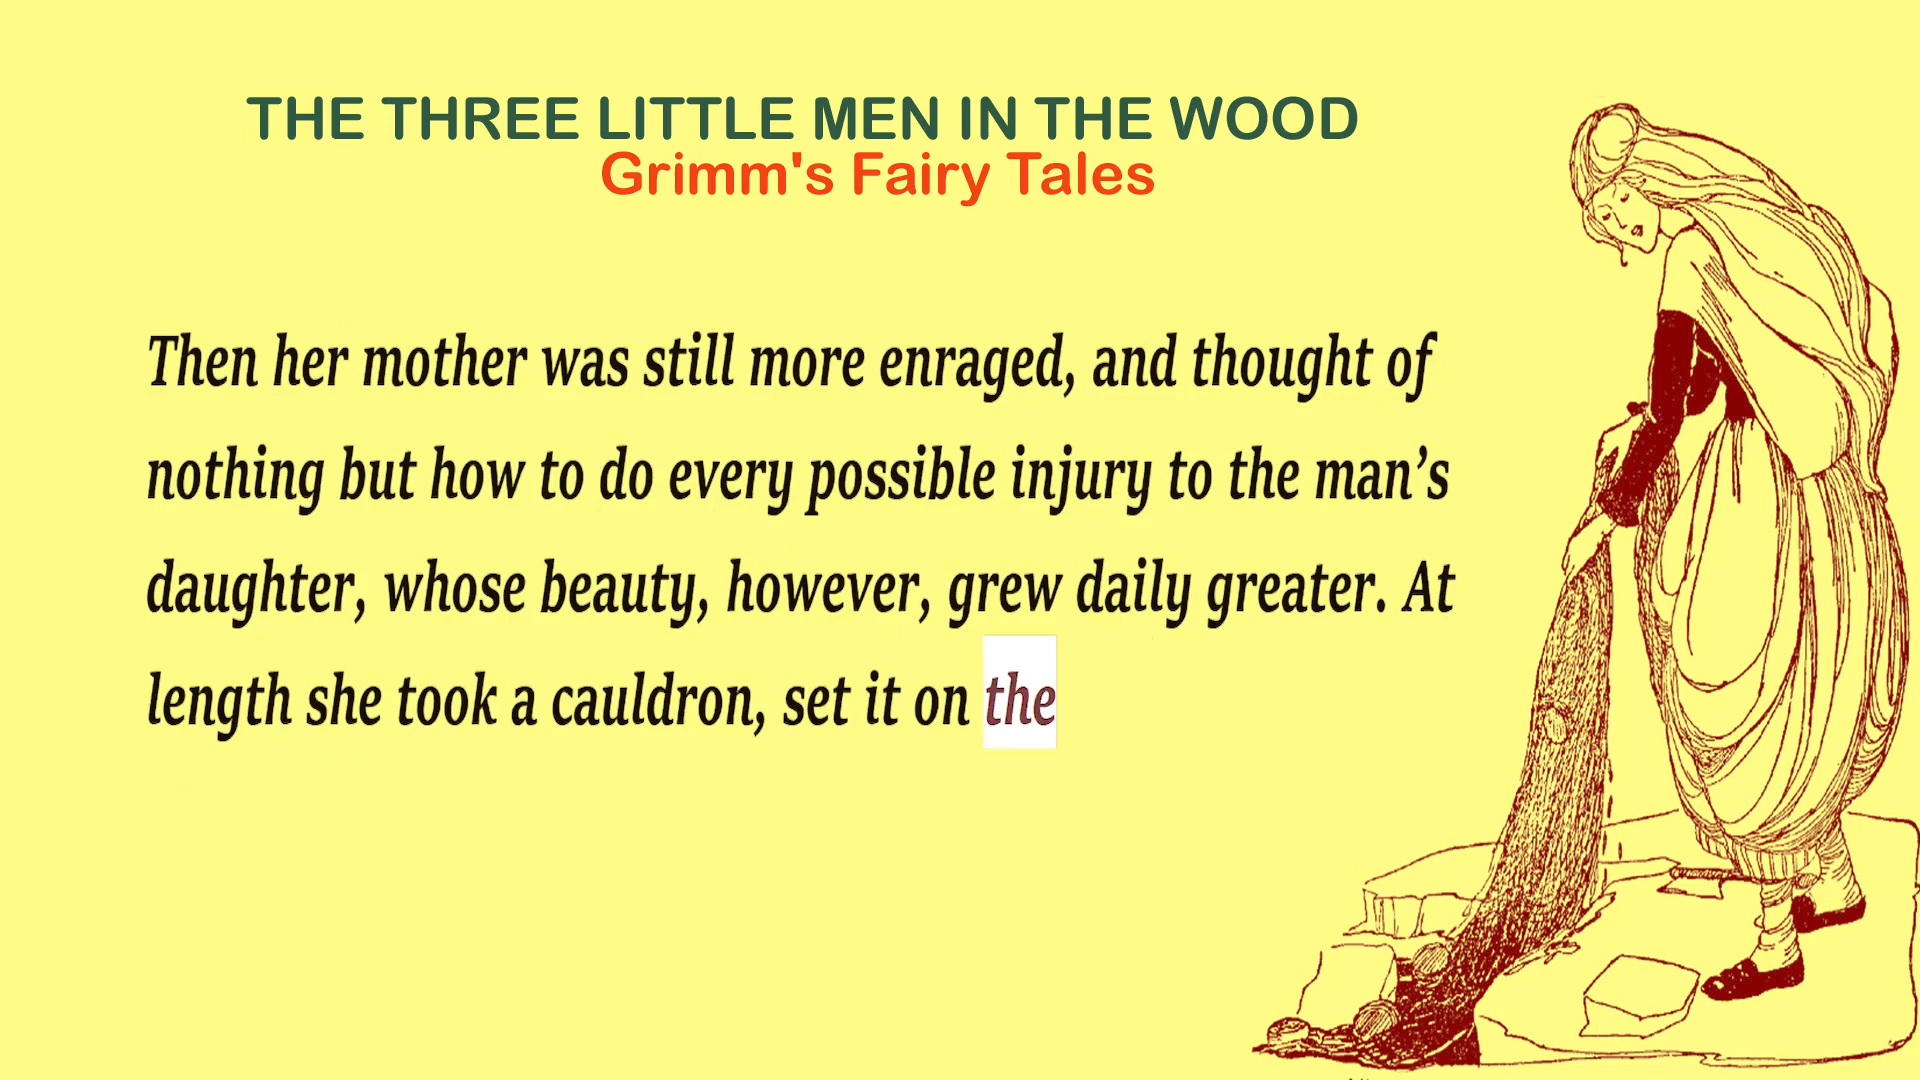 THE THREE LITTLE MEN IN THE WOOD
Grimm's Fairy Tales
Then her mother was still more enraged, and thought of
nothing but how to do every possible injury to the man’s
daughter, whose beauty, however, grew daily greater. At
length she took a cauldron, set it on the